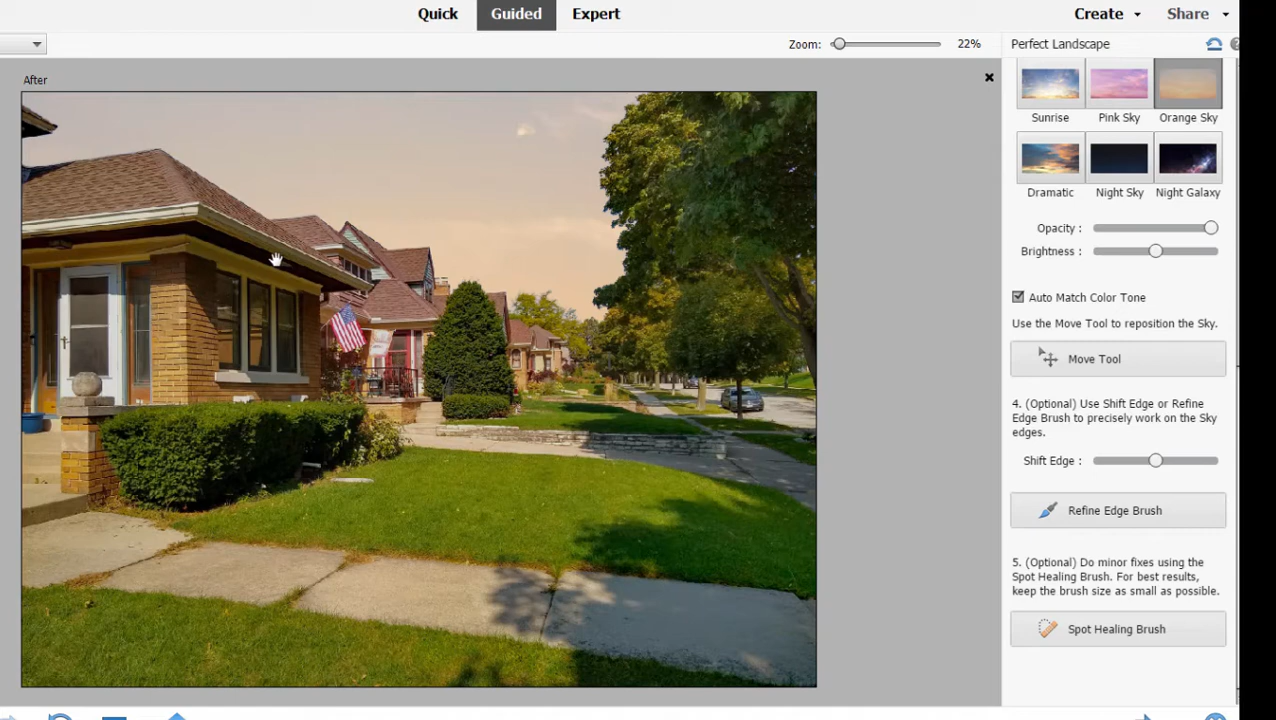 Quick Guided Expert Create Share
Zoom: 22% Perfect Landscape
After
Sunrise Pink Sky Orange Sky
Dramatic Night Sky Night Galaxy
Opacity :
Brightness :
Auto Match Color Tone
Use the Move Tool to reposition the Sky.
Move Tool
4. (Optional) Use Shift Edge or Refine
Edge Brush to precisely work on the Sky
edges.
Shift Edge :
Refine Edge Brush
5. (Optional) Do minor fixes using the
Spot Healing Brush. For best results,
keep the brush size as small as possible.
Spot Healing Brush